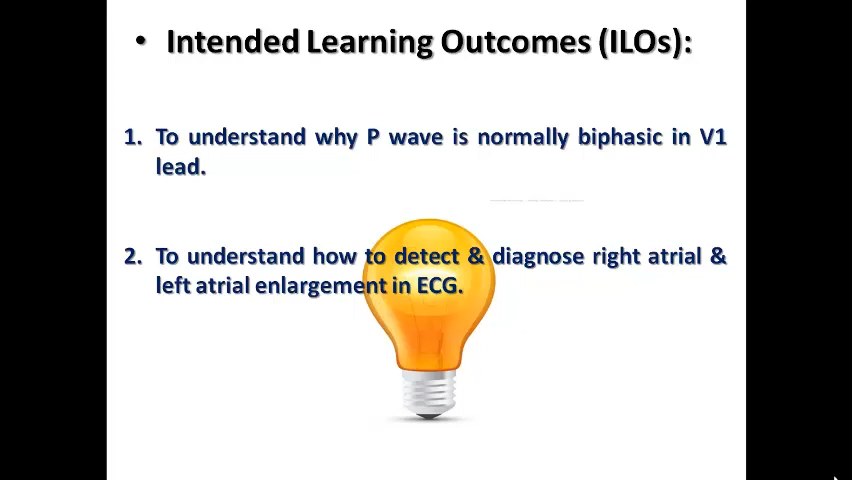 • Intended Learning Outcomes (ILOs):
1. To understand why P wave is normally biphasic in V1
lead.
2. To understand how to detect & diagnose right atrial &
left atrial enlargement in ECG.